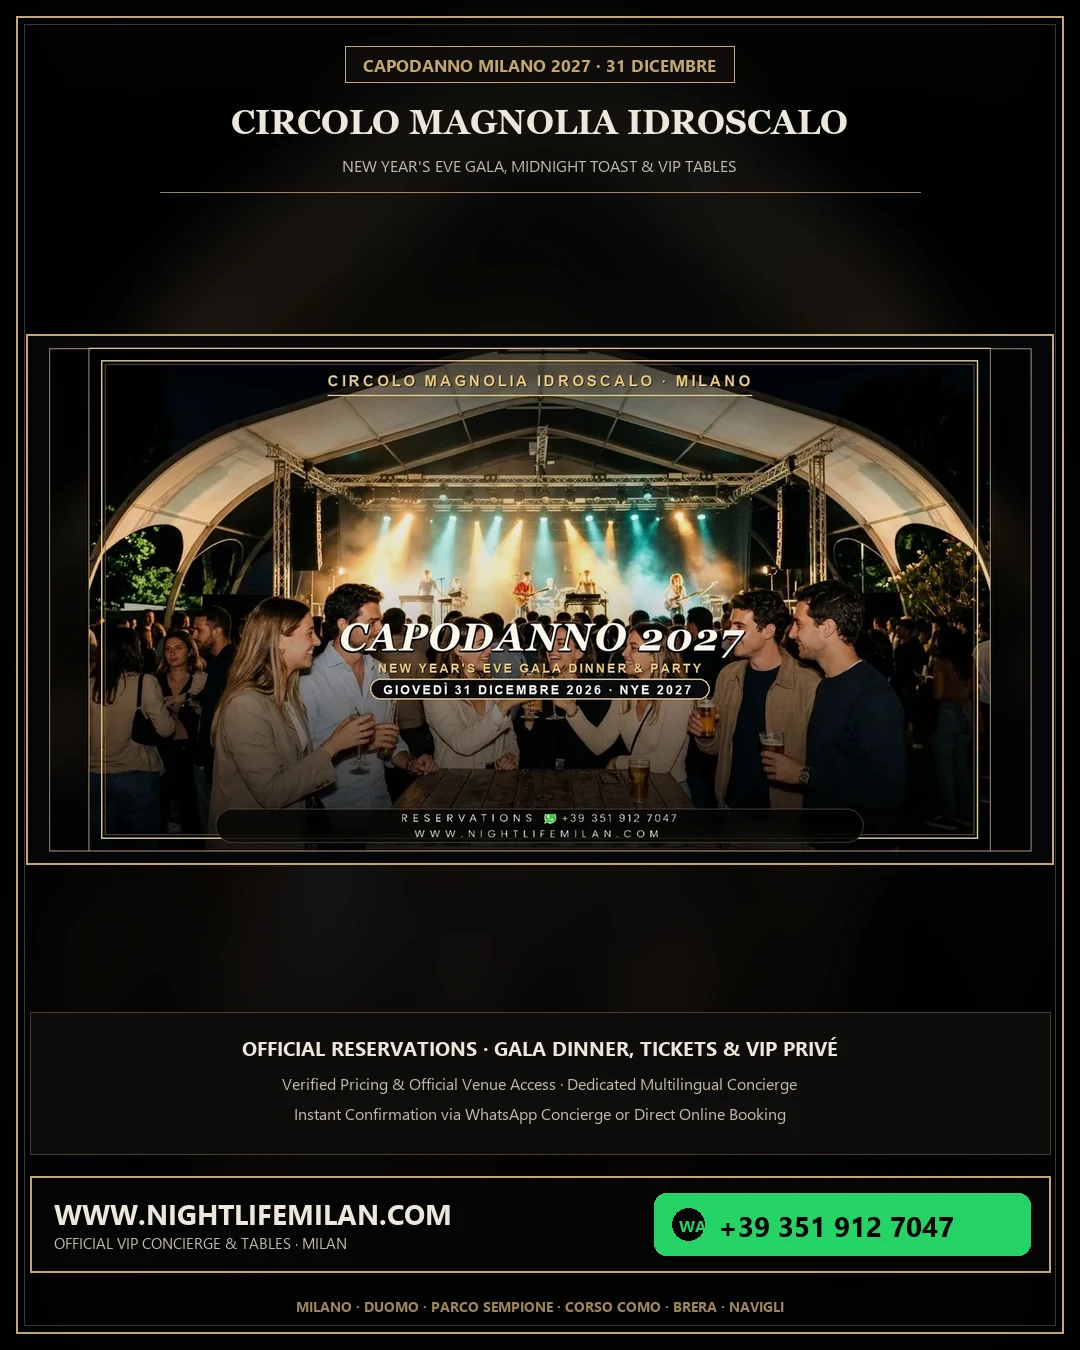 CAPODANNO MILANO 2027 · 31 DICEMBRE
CIRCOLO MAGNOLIA IDROSCALO
NEW YEAR'S EVE GALA, MIDNIGHT TOAST & VIP TABLES
CIRCOLO MAGNOLIA IDROSCALO · MILANO
CAPODANNO 2027
NEW YEAR'S EVE GALA DINNER & PARTY
GIOVEDÌ 31 DICEMBRE 2026 · NYE 2027
RESERVATIONS +39 351 912 7047
WWW.NIGHTLIFEMILAN.COM
OFFICIAL RESERVATIONS · GALA DINNER, TICKETS & VIP PRIVÉ
Verified Pricing & Official Venue Access · Dedicated Multilingual Concierge
Instant Confirmation via WhatsApp Concierge or Direct Online Booking
WWW.NIGHTLIFEMILAN.COM
OFFICIAL VIP CONCIERGE & TABLES · MILAN
WA +39 351 912 7047
MILANO · DUOMO · PARCO SEMPIONE · CORSO COMO · BRERA · NAVIGLI